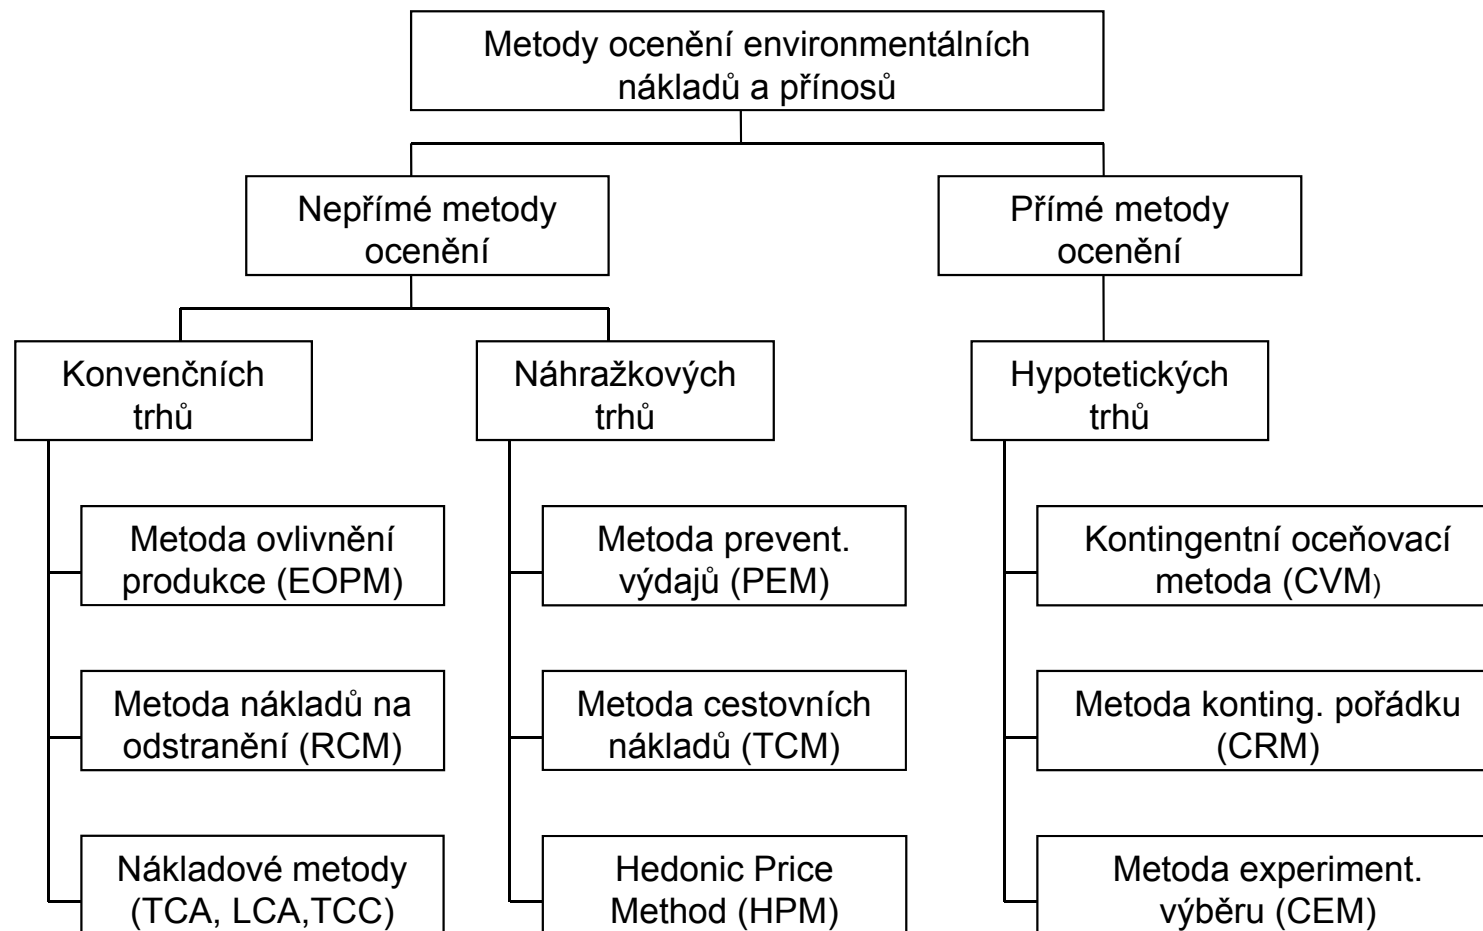 Metody ocenění environmentálních
nákladů a přínosů
Nepřímé metody
ocenění
Přímé metody
ocenění
Konvenčních
trhů
Náhražkových
trhů
Hypotetických
trhů
Metoda ovlivnění
produkce (EOPM)
Metoda prevent.
výdajů (PEM)
Kontingentní oceňovací
metoda (CVM)
Metoda nákladů na
odstranění (RCM)
Metoda cestovních
nákladů (TCM)
Metoda konting. pořádku
(CRM)
Nákladové metody
(TCA, LCA,TCC)
Hedonic Price
Method (HPM)
Metoda experiment.
výběru (CEM)